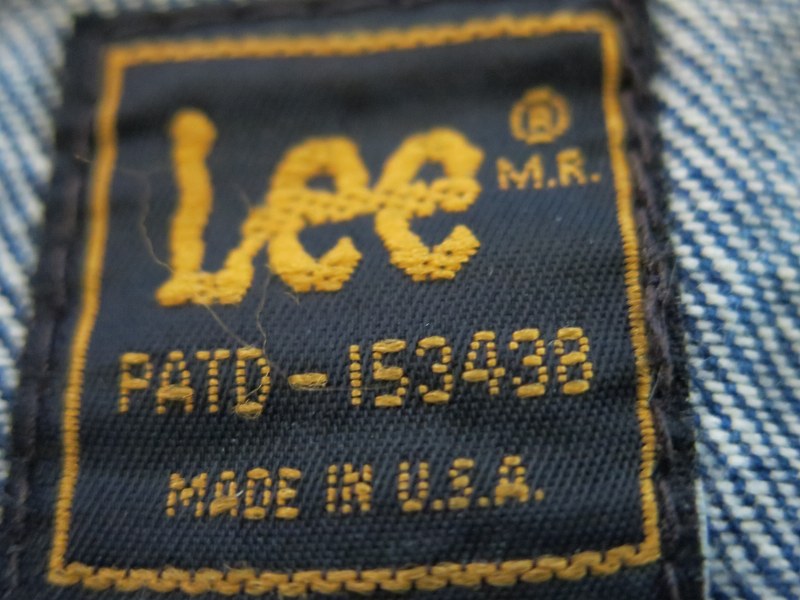 Lee ®
M.R.
PATD-153438
MADE IN U.S.A.